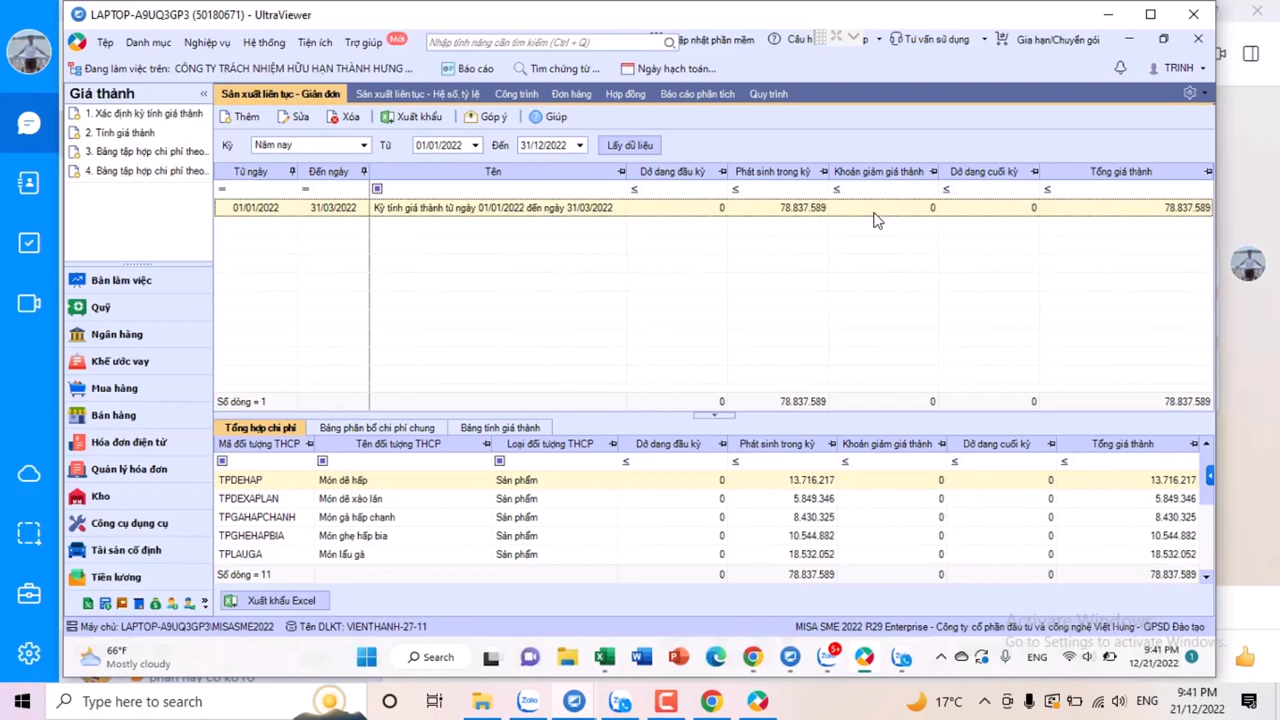 LAPTOP-A9UQ3GP3 (50180671) - UltraViewer
Tệp Danh mục Nghiệp vụ Hệ thống Tiện ích Trợ giúp Mới Nhập tính năng cần tìm kiếm (Ctrl + Q) ập nhật phần mềm Câu h p Tư vấn sử dụng Gia hạn/Chuyển gói
Đang làm việc trên: CÔNG TY TRÁCH NHIỆM HỮU HẠN THÀNH HƯNG ... Báo cáo Tìm chứng từ ... Ngày hạch toán... TRINH
Giá thành «
1. Xác định kỳ tính giá thành
2. Tính giá thành
3. Bảng tập hợp chi phí theo..
4. Bảng tập hợp chi phí theo...
Bàn làm việc
Quỹ
Ngân hàng
Khế ước vay
Mua hàng
Bán hàng
Hóa đơn điện tử
Quản lý hóa đơn
Kho
Công cụ dụng cụ
Tài sản cố định
Tiền lương
Sản xuất liên tục - Giản đơn Sản xuất liên tục - Hệ số, tỷ lệ Công trình Đơn hàng Hợp đồng Báo cáo phân tích Quy trình
Thêm Sửa Xóa Xuất khẩu Góp ý Giúp
Kỳ Năm nay Từ 01/01/2022 Đến 31/12/2022 Lấy dữ liệu
Từ ngày Đến ngày Tên Dở dang đầu kỳ Phát sinh trong kỳ Khoản giảm giá thành Dở dang cuối kỳ Tổng giá thành
= = ≤ ≤ ≤ ≤ ≤
01/01/2022 31/03/2022 Kỳ tính giá thành từ ngày 01/01/2022 đến ngày 31/03/2022 0 78.837.589 0 0 78.837.589
Số dòng = 1 0 78.837.589 0 0 78.837.589
Tổng hợp chi phí Bảng phân bổ chi phí chung Bảng tính giá thành
Mã đối tượng THCP Tên đối tượng THCP Loại đối tượng THCP Dở dang đầu kỳ Phát sinh trong kỳ Khoản giảm giá thành Dở dang cuối kỳ Tổng giá thành
≤ ≤ ≤ ≤ ≤
TPDEHAP Món dê hấp Sản phẩm 0 13.716.217 0 0 13.716.217
TPDEXAPLAN Món dê xào lăn Sản phẩm 0 5.849.346 0 0 5.849.346
TPGAHAPCHANH Món gà hấp chanh Sản phẩm 0 8.430.325 0 0 8.430.325
TPGHEHAPBIA Món ghẹ hấp bia Sản phẩm 0 10.544.882 0 0 10.544.882
TPLAUGA Món lẩu gà Sản phẩm 0 18.532.052 0 0 18.532.052
Số dòng = 11 0 78.837.589 0 0 78.837.589
Xuất khẩu Excel
Máy chủ: LAPTOP-A9UQ3GP3\MISASME2022 Tên DLKT: VIENTHANH-27-11 MISA SME 2022 R29 Enterprise - Công ty cổ phần đầu tư và công nghệ Việt Hưng - GPSD Đào tạo
Activate Windows
Go to Settings to activate Windows.
66°F
Mostly cloudy
Search
5+
ENG
9:41 PM
12/21/2022
1
Type here to search
17°C
ENG
9:41 PM
21/12/2022